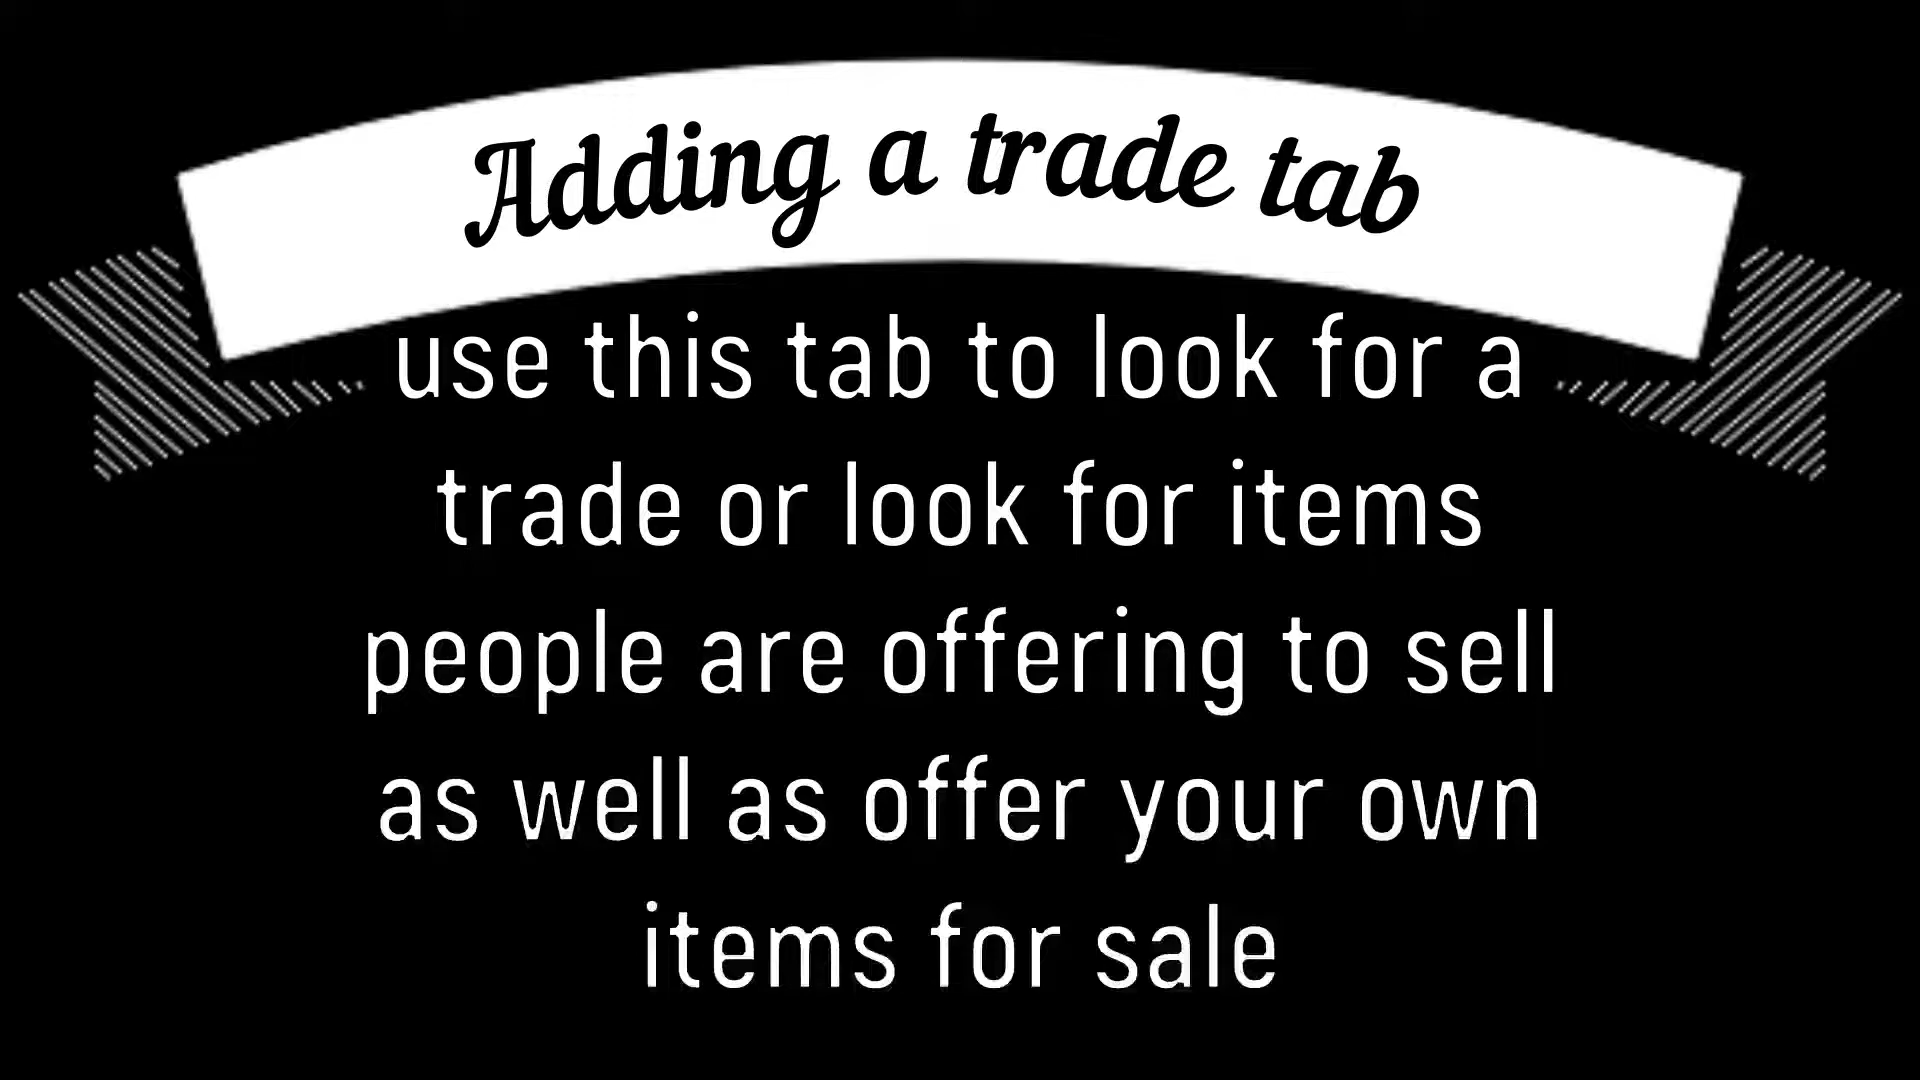 Adding a trade tab
use this tab to look for a
trade or look for items
people are offering to sell
as well as offer your own
items for sale